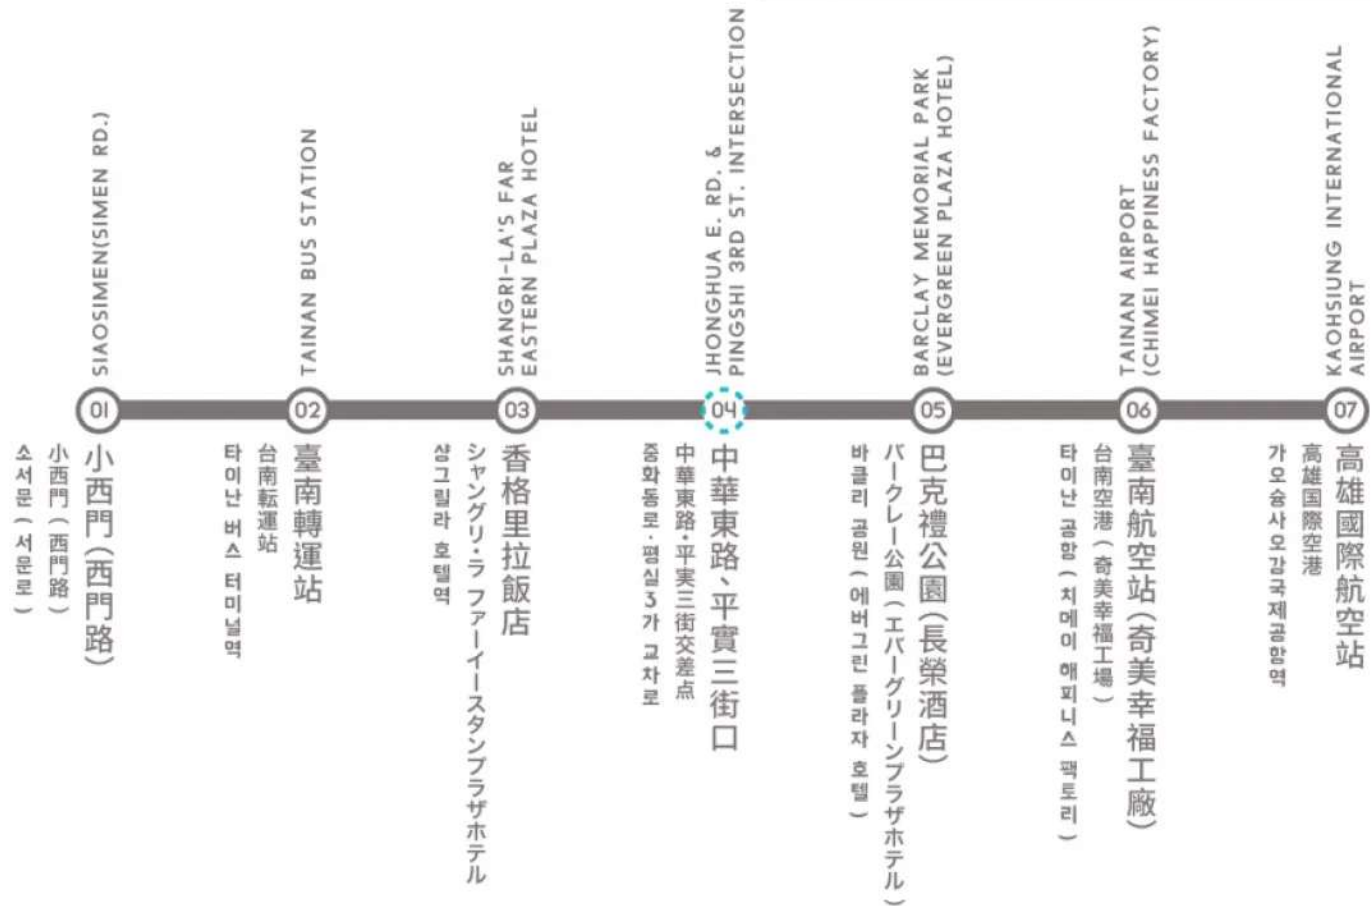 SIAOSIMEN(SIMEN RD.)
01
小西門(西門路)
小西門(西門路)
소서문(서문로)
TAINAN BUS STATION
02
臺南轉運站
台南転運站
타이난 버스 터미널역
SHANGRI-LA'S FAR
EASTERN PLAZA HOTEL
03
香格里拉飯店
シャングリ・ラ ファーイースタンプラザホテル
샹그릴라 호텔역
JHONGHUA E. RD. &
PINGSHI 3RD ST. INTERSECTION
04
中華東路、平實三街口
中華東路・平実三街交差点
중화동로·평실3가 교차로
BARCLAY MEMORIAL PARK
(EVERGREEN PLAZA HOTEL)
05
巴克禮公園(長榮酒店)
バークレー公園(エバーグリーンプラザホテル)
바클리 공원(에버그린 플라자 호텔)
TAINAN AIRPORT
(CHIMEI HAPPINESS FACTORY)
06
臺南航空站(奇美幸福工廠)
台南空港(奇美幸福工場)
타이난 공항(치메이 해피니스 팩토리)
KAOHSIUNG INTERNATIONAL
AIRPORT
07
高雄國際航空站
高雄国際空港
가오슝사오강국제공항역